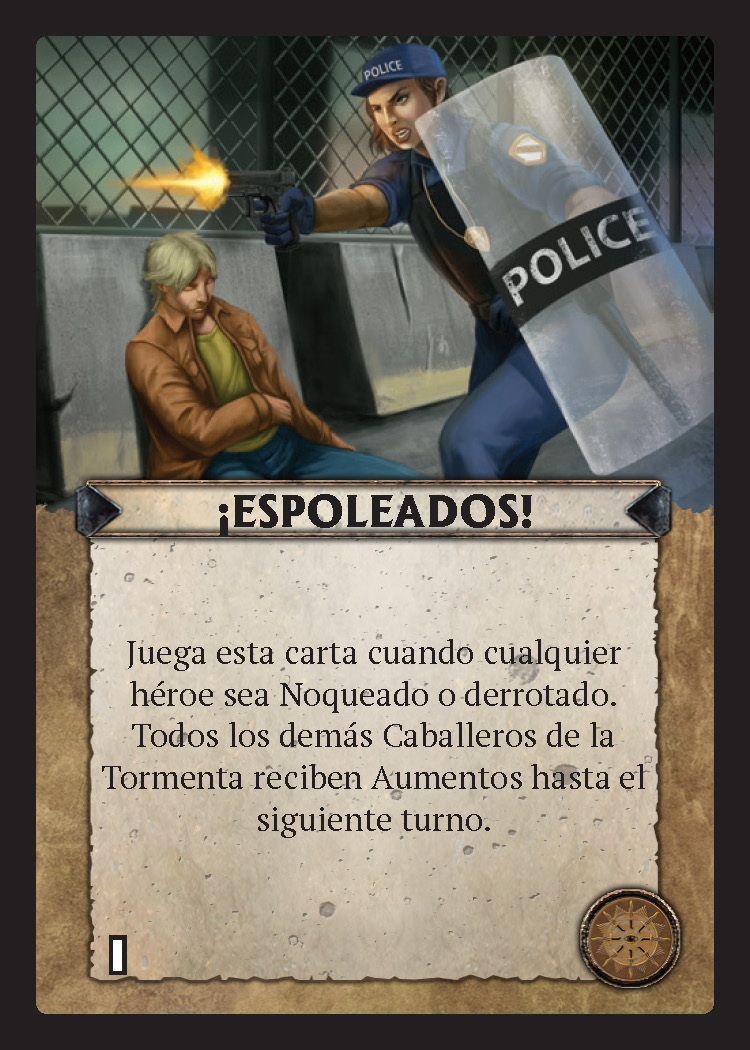 POLICE
POLICE
¡ESPOLEADOS!
Juega esta carta cuando cualquier
héroe sea Noqueado o derrotado.
Todos los demás Caballeros de la
Tormenta reciben Aumentos hasta el
siguiente turno.